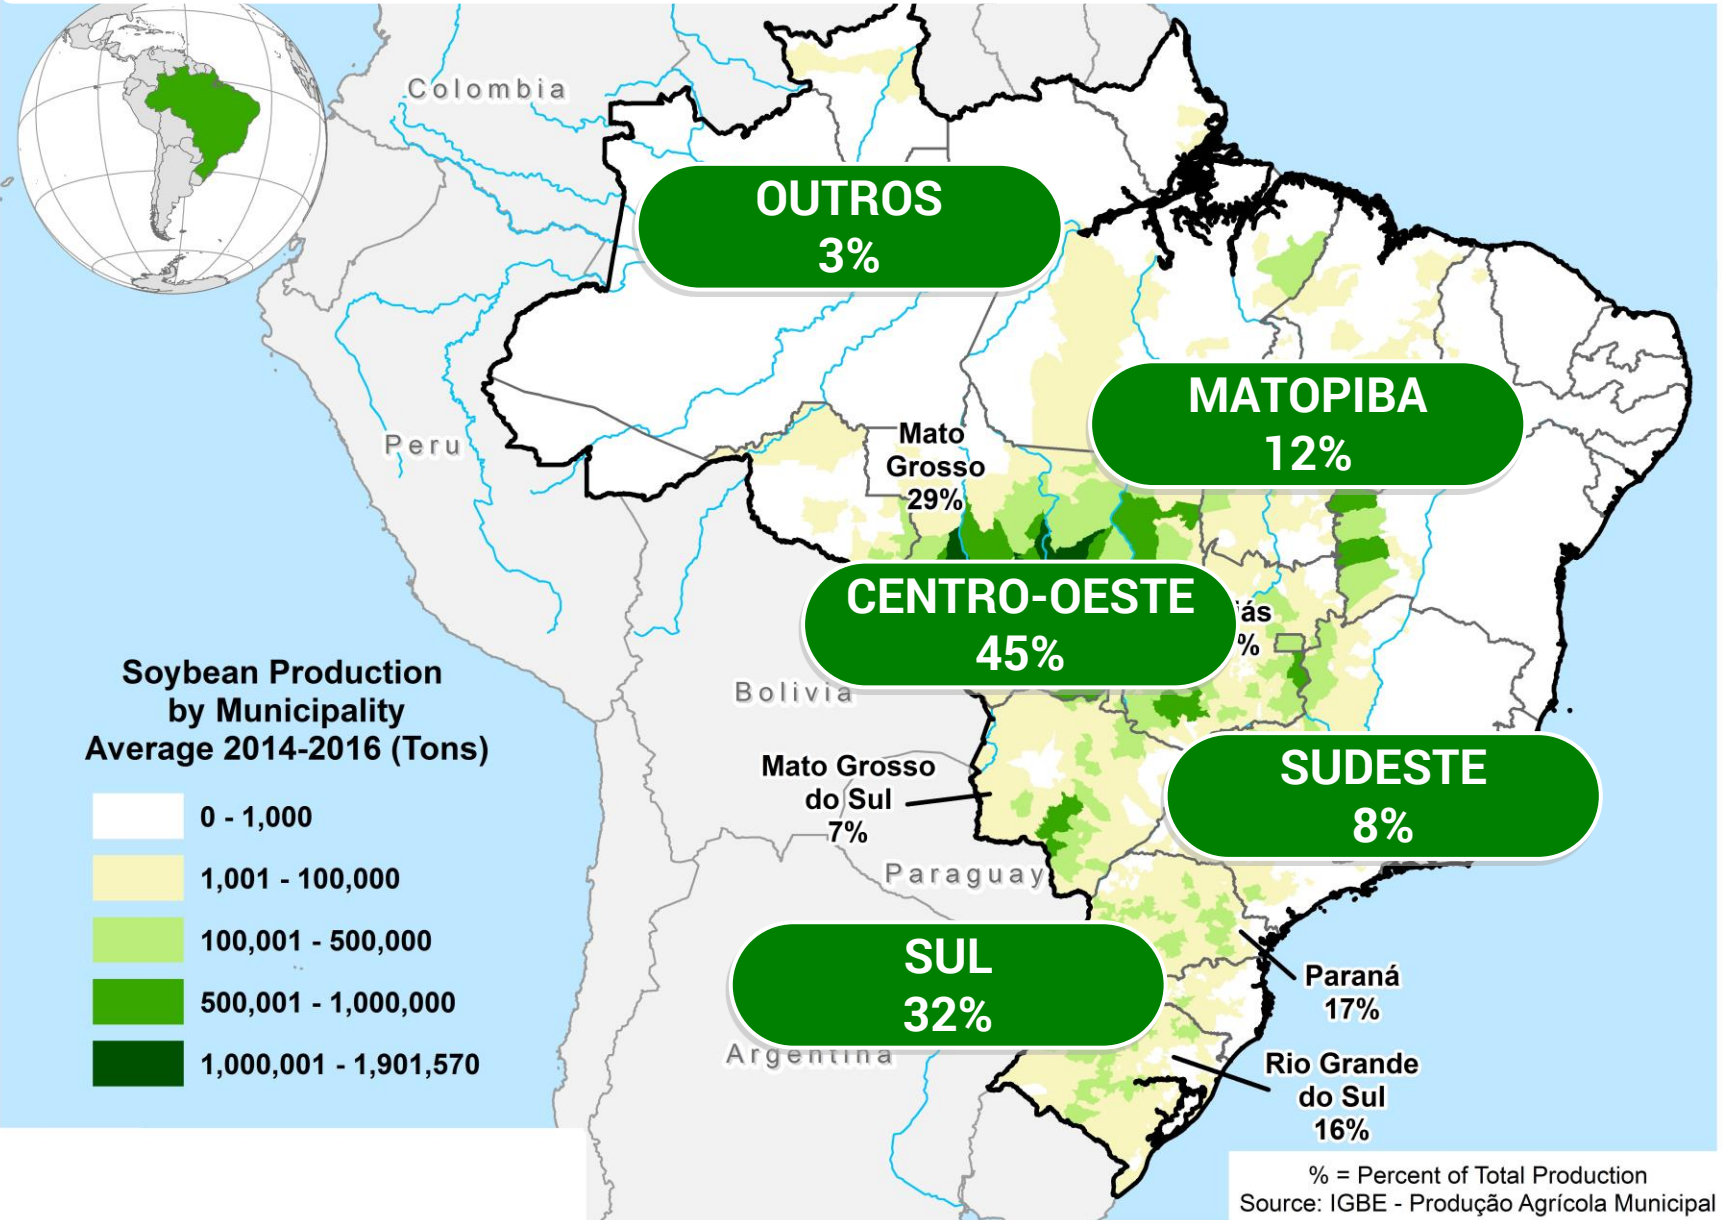 Colombia
OUTROS
3%
MATOPIBA
12%
Peru
Mato
Grosso
29%
CENTRO-OESTE
45%
iás
%
Bolivia
Soybean Production
by Municipality
Average 2014-2016 (Tons)
0 - 1,000
1,001 - 100,000
100,001 - 500,000
500,001 - 1,000,000
1,000,001 - 1,901,570
Mato Grosso
do Sul
7%
SUDESTE
8%
Paraguay
SUL
32%
Paraná
17%
Argentina
Rio Grande
do Sul
16%
% = Percent of Total Production
Source: IGBE - Produção Agrícola Municipal